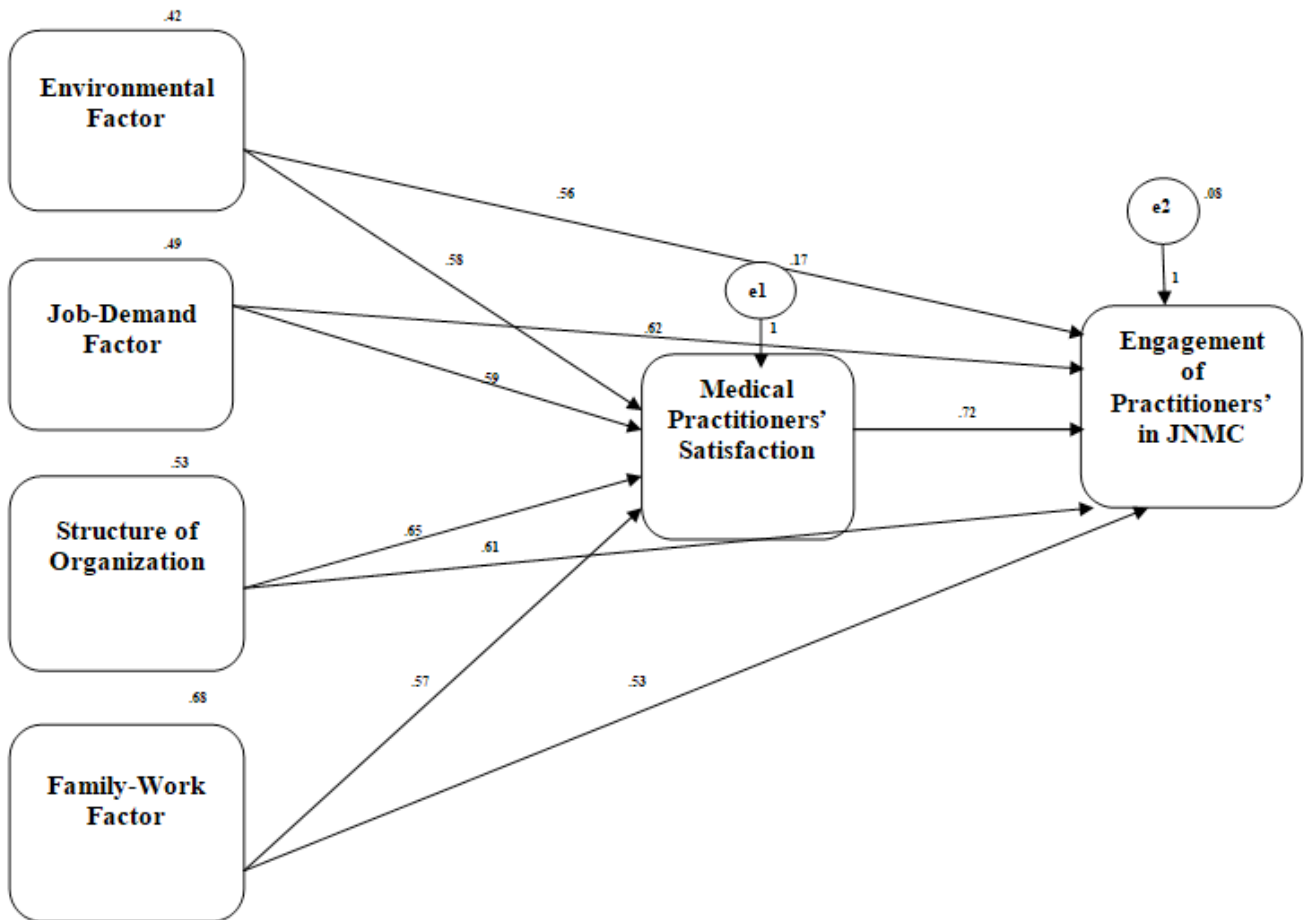 .42
Environmental
Factor
.56
.08
e2
.49
.58
.17
e1
1
1
Job-Demand
Factor
.62
.59
Engagement
of
Practitioners’
in JNMC
Medical
Practitioners’
Satisfaction
.72
.53
Structure of
Organization
.65
.61
.68
.57
.53
Family-Work
Factor